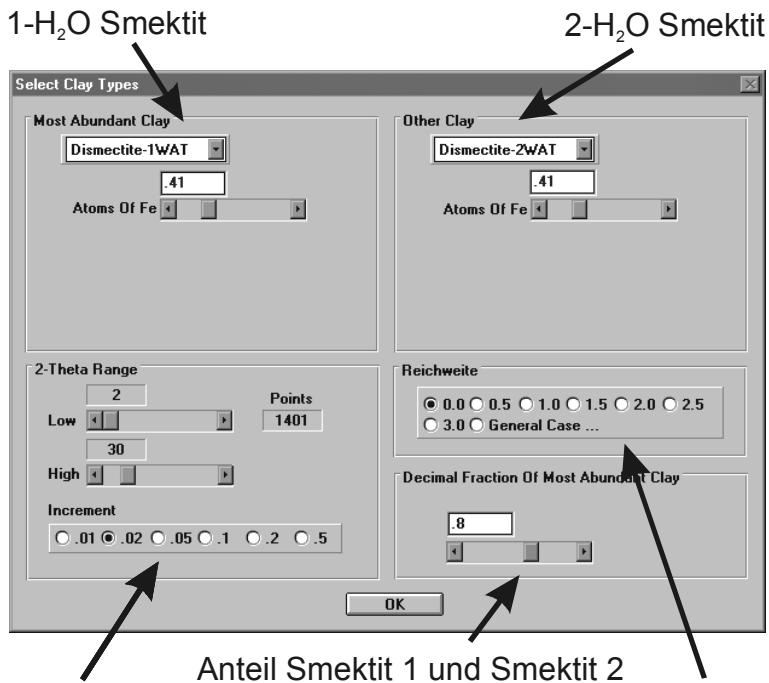 1-H₂O Smektit
2-H₂O Smektit
Select Clay Types
Most Abundant Clay
Dismectite-1WAT
.41
Atoms Of Fe
Other Clay
Dismectite-2WAT
.41
Atoms Of Fe
2-Theta Range
2
Points
Low
1401
30
High
Increment
.01 .02 .05 .1 .2 .5
Reichweite
0.0 0.5 1.0 1.5 2.0 2.5
3.0 General Case ...
Decimal Fraction Of Most Abundant Clay
.8
OK
Anteil Smektit 1 und Smektit 2